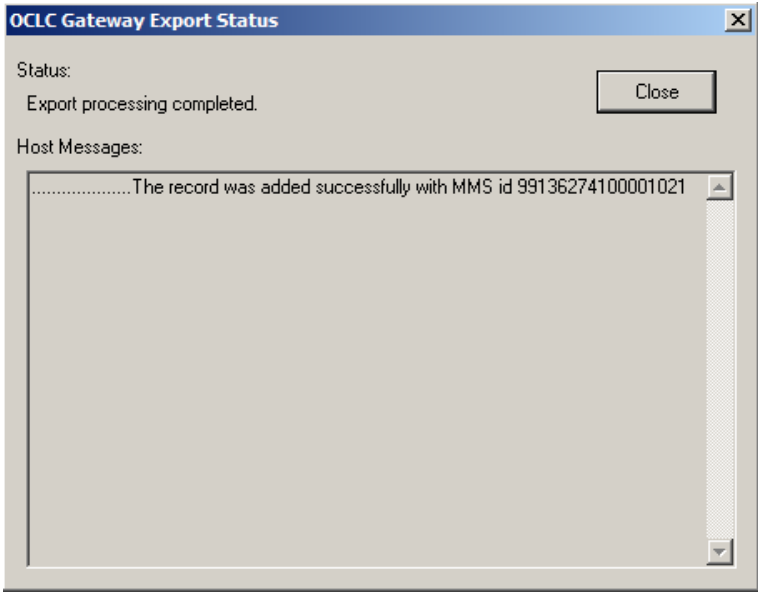 OCLC Gateway Export Status
Status:
Close
Export processing completed.
Host Messages:
....................The record was added successfully with MMS id 99136274100001021